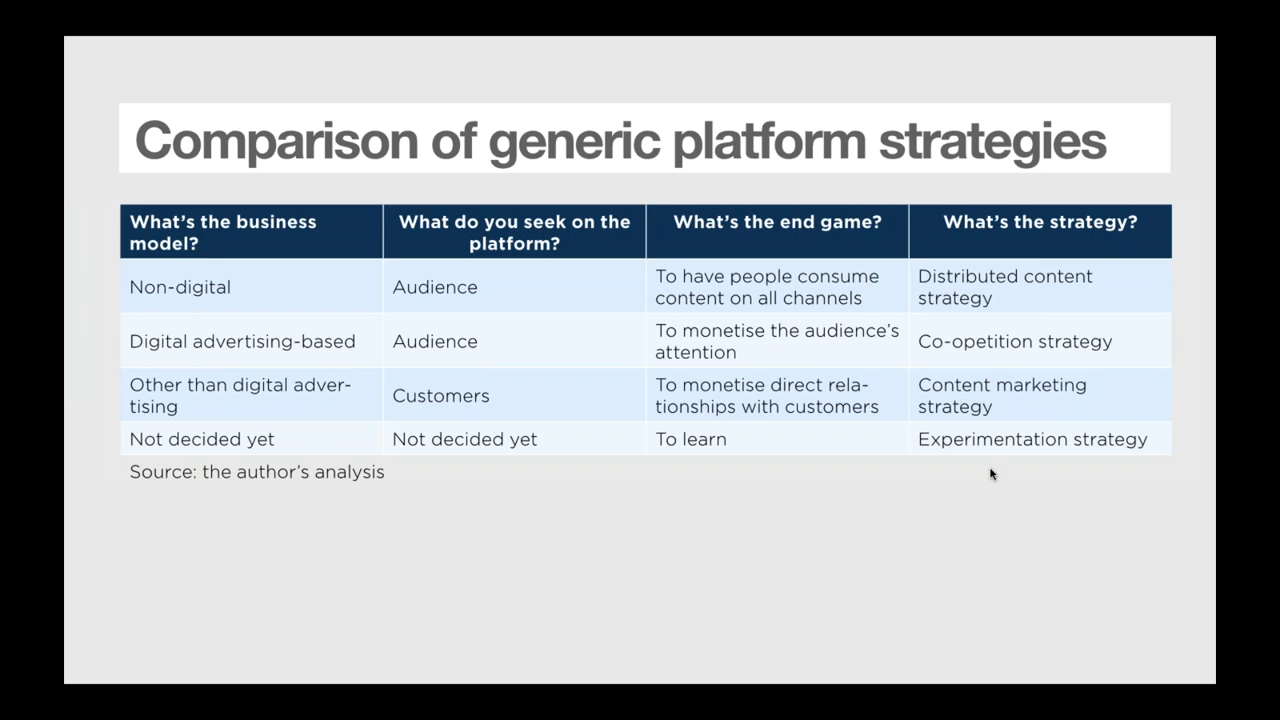 Comparison of generic platform strategies
What's the business
model?
What do you seek on the
platform?
What's the end game?
What's the strategy?
Non-digital
Audience
To have people consume
content on all channels
Distributed content
strategy
Digital advertising-based
Audience
To monetise the audience's
attention
Co-opetition strategy
Other than digital adver-
tising
Customers
To monetise direct rela-
tionships with customers
Content marketing
strategy
Not decided yet
Not decided yet
To learn
Experimentation strategy
Source: the author's analysis